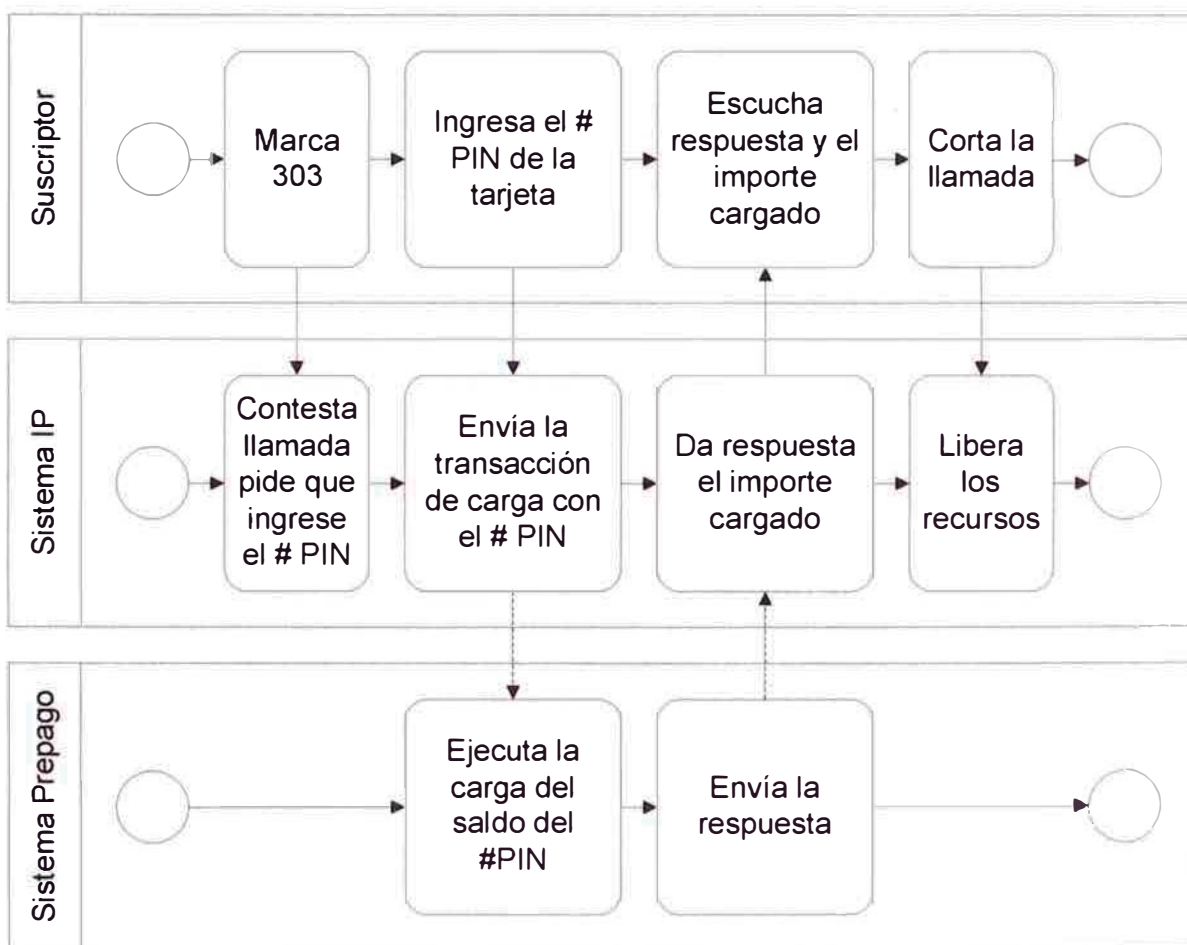 Suscriptor
Marca
303
Ingresa el #
PIN de la
tarjeta
Escucha
respuesta y el
importe
cargado
Corta la
llamada
Sistema IP
Contesta
llamada
pide que
ingrese
el # PIN
Envía la
transacción
de carga con
el # PIN
Da respuesta
el importe
cargado
Libera
los
recursos
Sistema Prepago
Ejecuta la
carga del
saldo del
#PIN
Envía la
respuesta